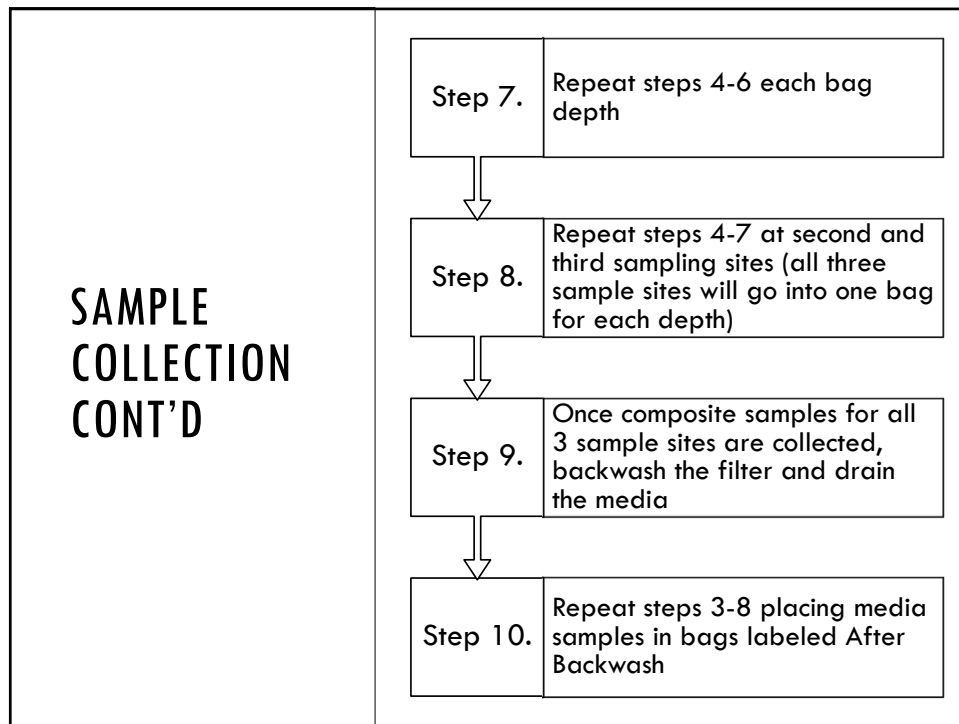 SAMPLE
COLLECTION
CONT'D
Step 7.
Repeat steps 4-6 each bag
depth
Step 8.
Repeat steps 4-7 at second and
third sampling sites (all three
sample sites will go into one bag
for each depth)
Step 9.
Once composite samples for all
3 sample sites are collected,
backwash the filter and drain
the media
Step 10.
Repeat steps 3-8 placing media
samples in bags labeled After
Backwash